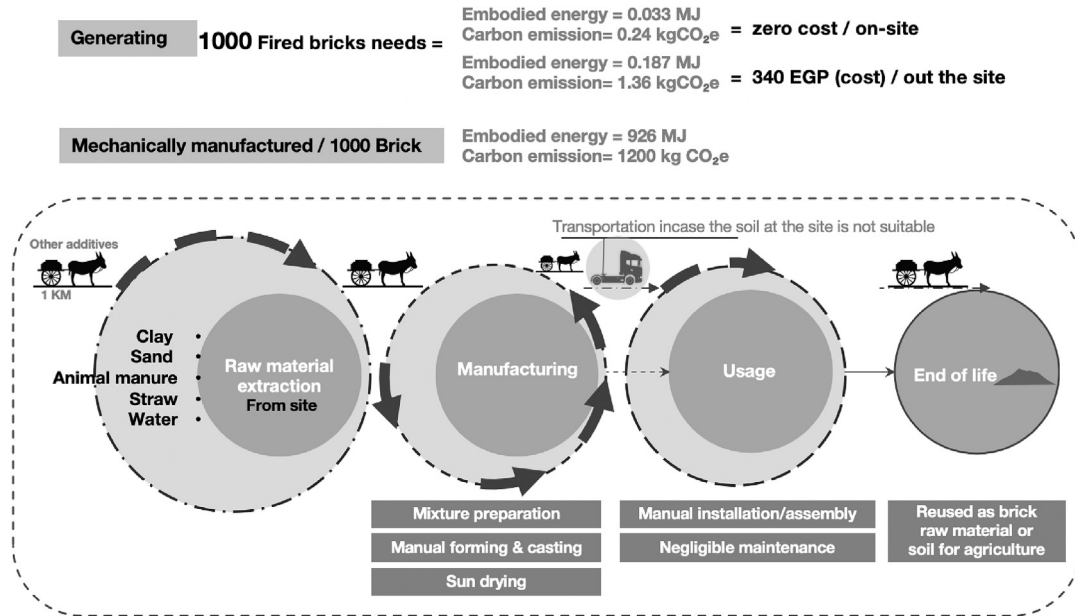 Generating
1000 Fired bricks needs =
Embodied energy = 0.033 MJ
Carbon emission= 0.24 kgCO₂e
= zero cost / on-site
Embodied energy = 0.187 MJ
Carbon emission= 1.36 kgCO₂e
= 340 EGP (cost) / out the site
Mechanically manufactured / 1000 Brick
Embodied energy = 926 MJ
Carbon emission= 1200 kg CO₂e
Transportation incase the soil at the site is not suitable
Other additives
1 KM
Clay •
Sand •
Animal manure •
Straw •
Water •
Raw material
extraction
From site
Manufacturing
Usage
End of life
Mixture preparation
Manual forming & casting
Sun drying
Manual installation/assembly
Negligible maintenance
Reused as brick
raw material or
soil for agriculture